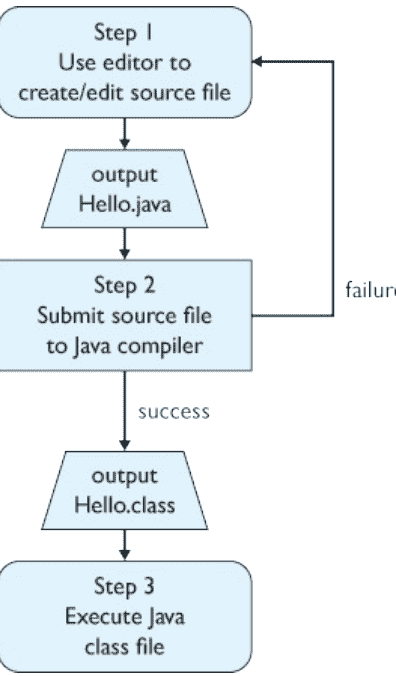 Step 1
Use editor to
create/edit source file
output
Hello.java
Step 2
Submit source file
to Java compiler
failure
success
output
Hello.class
Step 3
Execute Java
class file